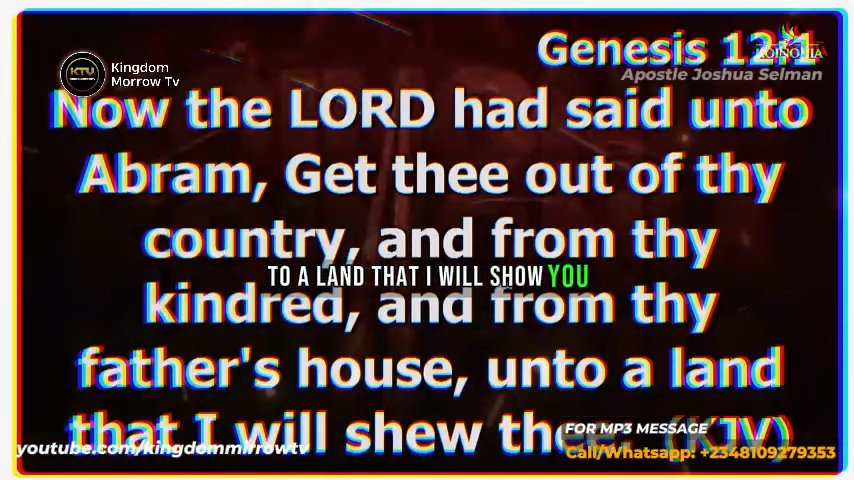 Genesis 12:1
KOINONIA
Apostle Joshua Selman
KTV
Kingdom
Morrow Tv
Now the LORD had said unto
Abram, Get thee out of thy
country, and from thy
TO A LAND THAT I WILL SHOW YOU
kindred, and from thy
father's house, unto a land
that I will shew thee. (KJV)
FOR MP3 MESSAGE
youtube.com/kingdommirrowtv
Call/Whatsapp: +2348109279353